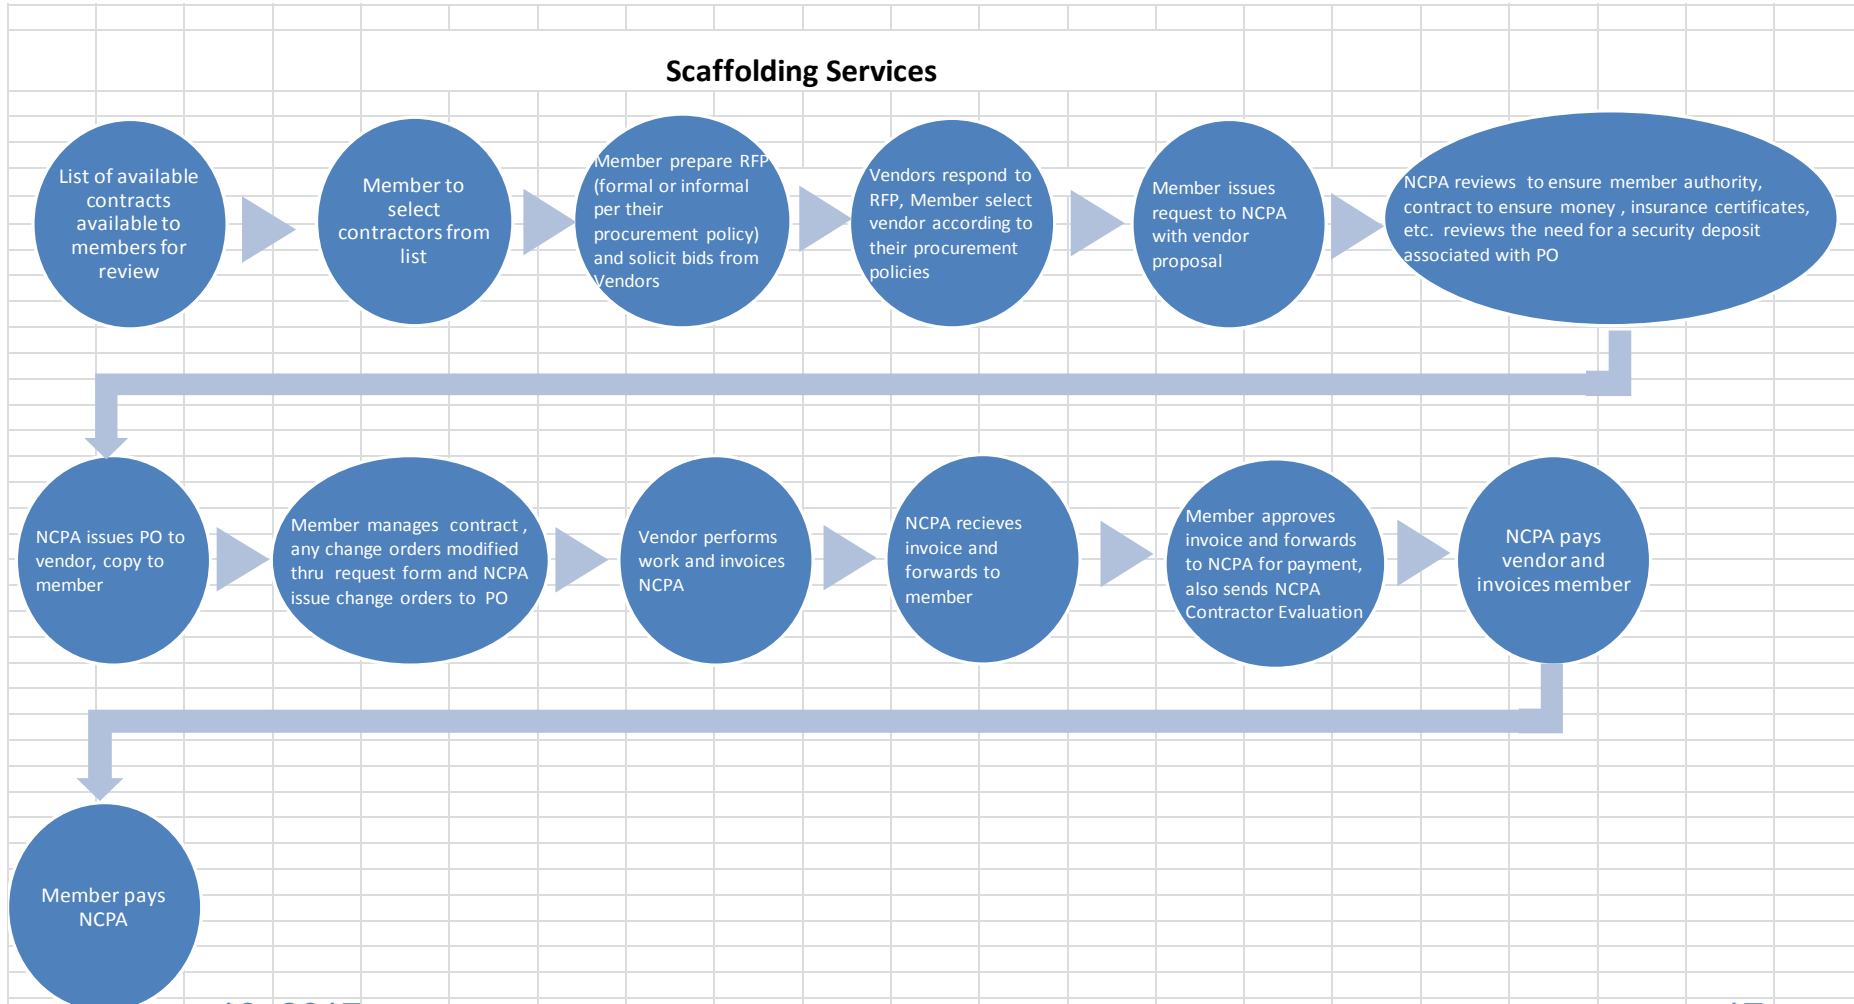 Scaffolding Services
List of available
contracts
available to
members for
review
Member to
select
contractors from
list
Member prepare RFP
(formal or informal
per their
procurement policy)
and solicit bids from
Vendors
Vendors respond to
RFP, Member select
vendor according to
their procurement
policies
Member issues
request to NCPA
with vendor
proposal
NCPA reviews to ensure member authority,
contract to ensure money , insurance certificates,
etc. reviews the need for a security deposit
associated with PO
NCPA issues PO to
vendor, copy to
member
Member manages contract ,
any change orders modified
thru request form and NCPA
issue change orders to PO
Vendor performs
work and invoices
NCPA
NCPA recieves
invoice and
forwards to
member
Member approves
invoice and forwards
to NCPA for payment,
also sends NCPA
Contractor Evaluation
NCPA pays
vendor and
invoices member
Member pays
NCPA